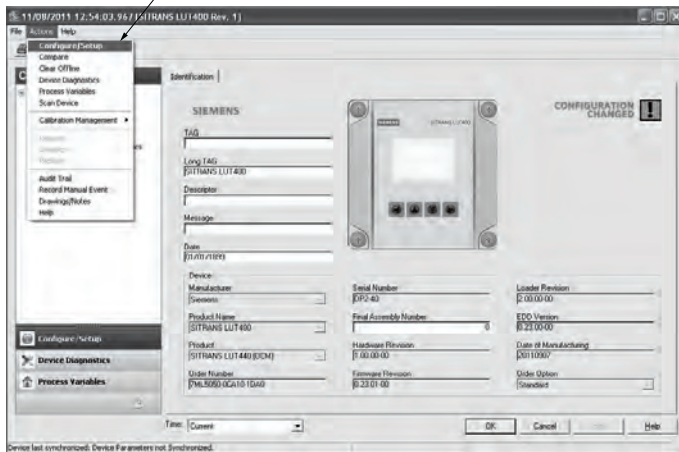 11/08/2011 12:54:03.967 [SITRANS LUT400 Rev. 1]
File Actions Help
Configure/Setup
Compare
Clear Offline
Device Diagnostics
Process Variables
Scan Device
Calibration Management
Audit Trail
Record Manual Event
Drawings/Notes
Help
Identification
SIEMENS
CONFIGURATION
CHANGED
TAG
Long TAG
SITRANS LUT400
Descriptor
Message
Date
01/01/1899
Device
Manufacturer
Siemens
Product Name
SITRANS LUT400
Product
SITRANS LUT440 (OCM)
Order Number
7ML5050-0CA10-1DA0
Serial Number
DP2-40
Final Assembly Number
0
Hardware Revision
1.00.00-00
Firmware Revision
0.23.01-00
Loader Revision
2.00.00-00
EDD Version
0.23.00-00
Date of Manufacturing
20110907
Order Option
Standard
Configure/Setup
Device Diagnostics
Process Variables
Time: Current
OK Cancel Help
Device last synchronized: Device Parameters not Synchronized.